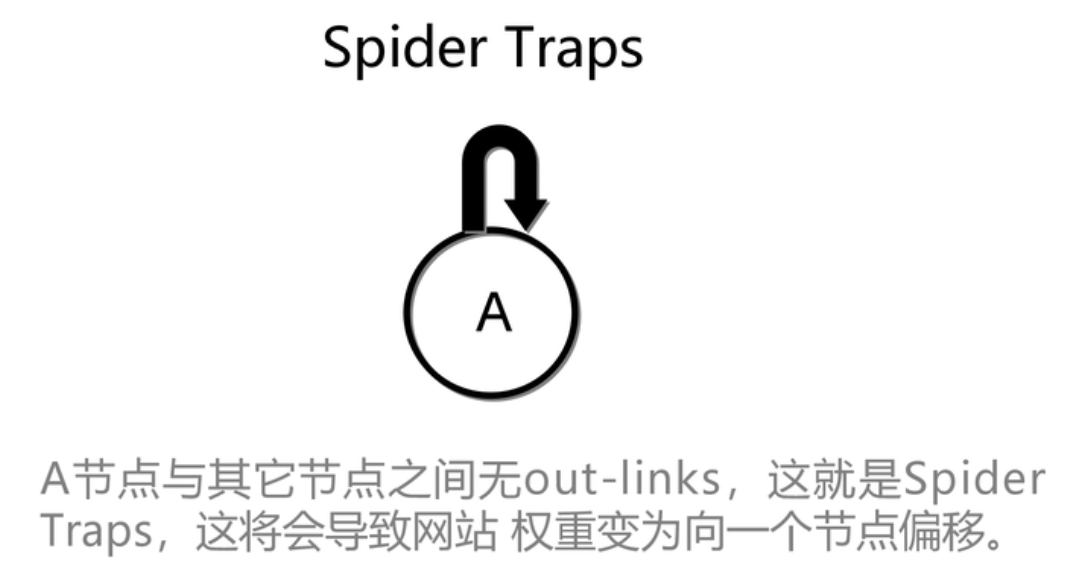 Spider Traps
A
A节点与其它节点之间无out-links，这就是Spider
Traps，这将会导致网站 权重变为向一个节点偏移。